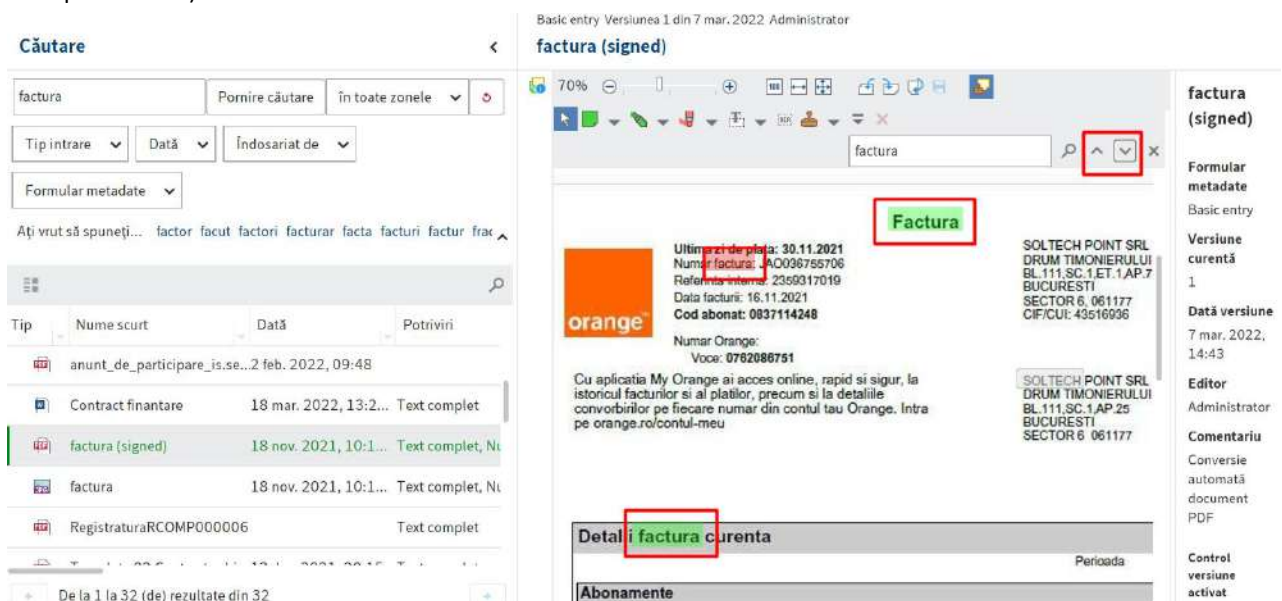 Basic entry Versiunea 1 din 7 mar. 2022 Administrator
Căutare
factura (signed)
factura
Pornire căutare
în toate zonele
Tip intrare
Dată
Îndosariat de
Formular metadate
Ați vrut să spuneți... factor facut factori facturar facta facturi factur frac
Tip
Nume scurt
Dată
Potriviri
anunt_de_participare_is.se...2 feb. 2022, 09:48
Contract finantare 18 mar. 2022, 13:2... Text complet
factura (signed) 18 nov. 2021, 10:1... Text complet, Nu
factura 18 nov. 2021, 10:1... Text complet, Nu
RegistraturaRCOMP000006 Text complet
De la 1 la 32 (de) rezultate din 32
70%
factura
Factura
orange
Ultima zi de plata: 30.11.2021
Numar factura: JAO036755706
Referinta interna: 2359317019
Data facturii: 16.11.2021
Cod abonat: 0837114248
Numar Orange:
Voce: 0762086751
SOLTECH POINT SRL
DRUM TIMONIERULUI
BL.111,SC.1,ET.1,AP.7
BUCURESTI
SECTOR 6, 061177
CIF/CUI: 43516936
Cu aplicatia My Orange ai acces online, rapid si sigur, la
istoricul facturilor si al platilor, precum si la detaliile
convorbirilor pe fiecare numar din contul tau Orange. Intra
pe orange.ro/contul-meu
SOLTECH POINT SRL
DRUM TIMONIERULUI
BL.111,SC.1,AP.25
BUCURESTI
SECTOR 6 061177
Detalii factura curenta
Perioada
Abonamente
factura
(signed)
Formular
metadate
Basic entry
Versiune
curentă
1
Dată versiune
7 mar. 2022,
14:43
Editor
Administrator
Comentariu
Conversie
automată
document
PDF
Control
versiune
activat